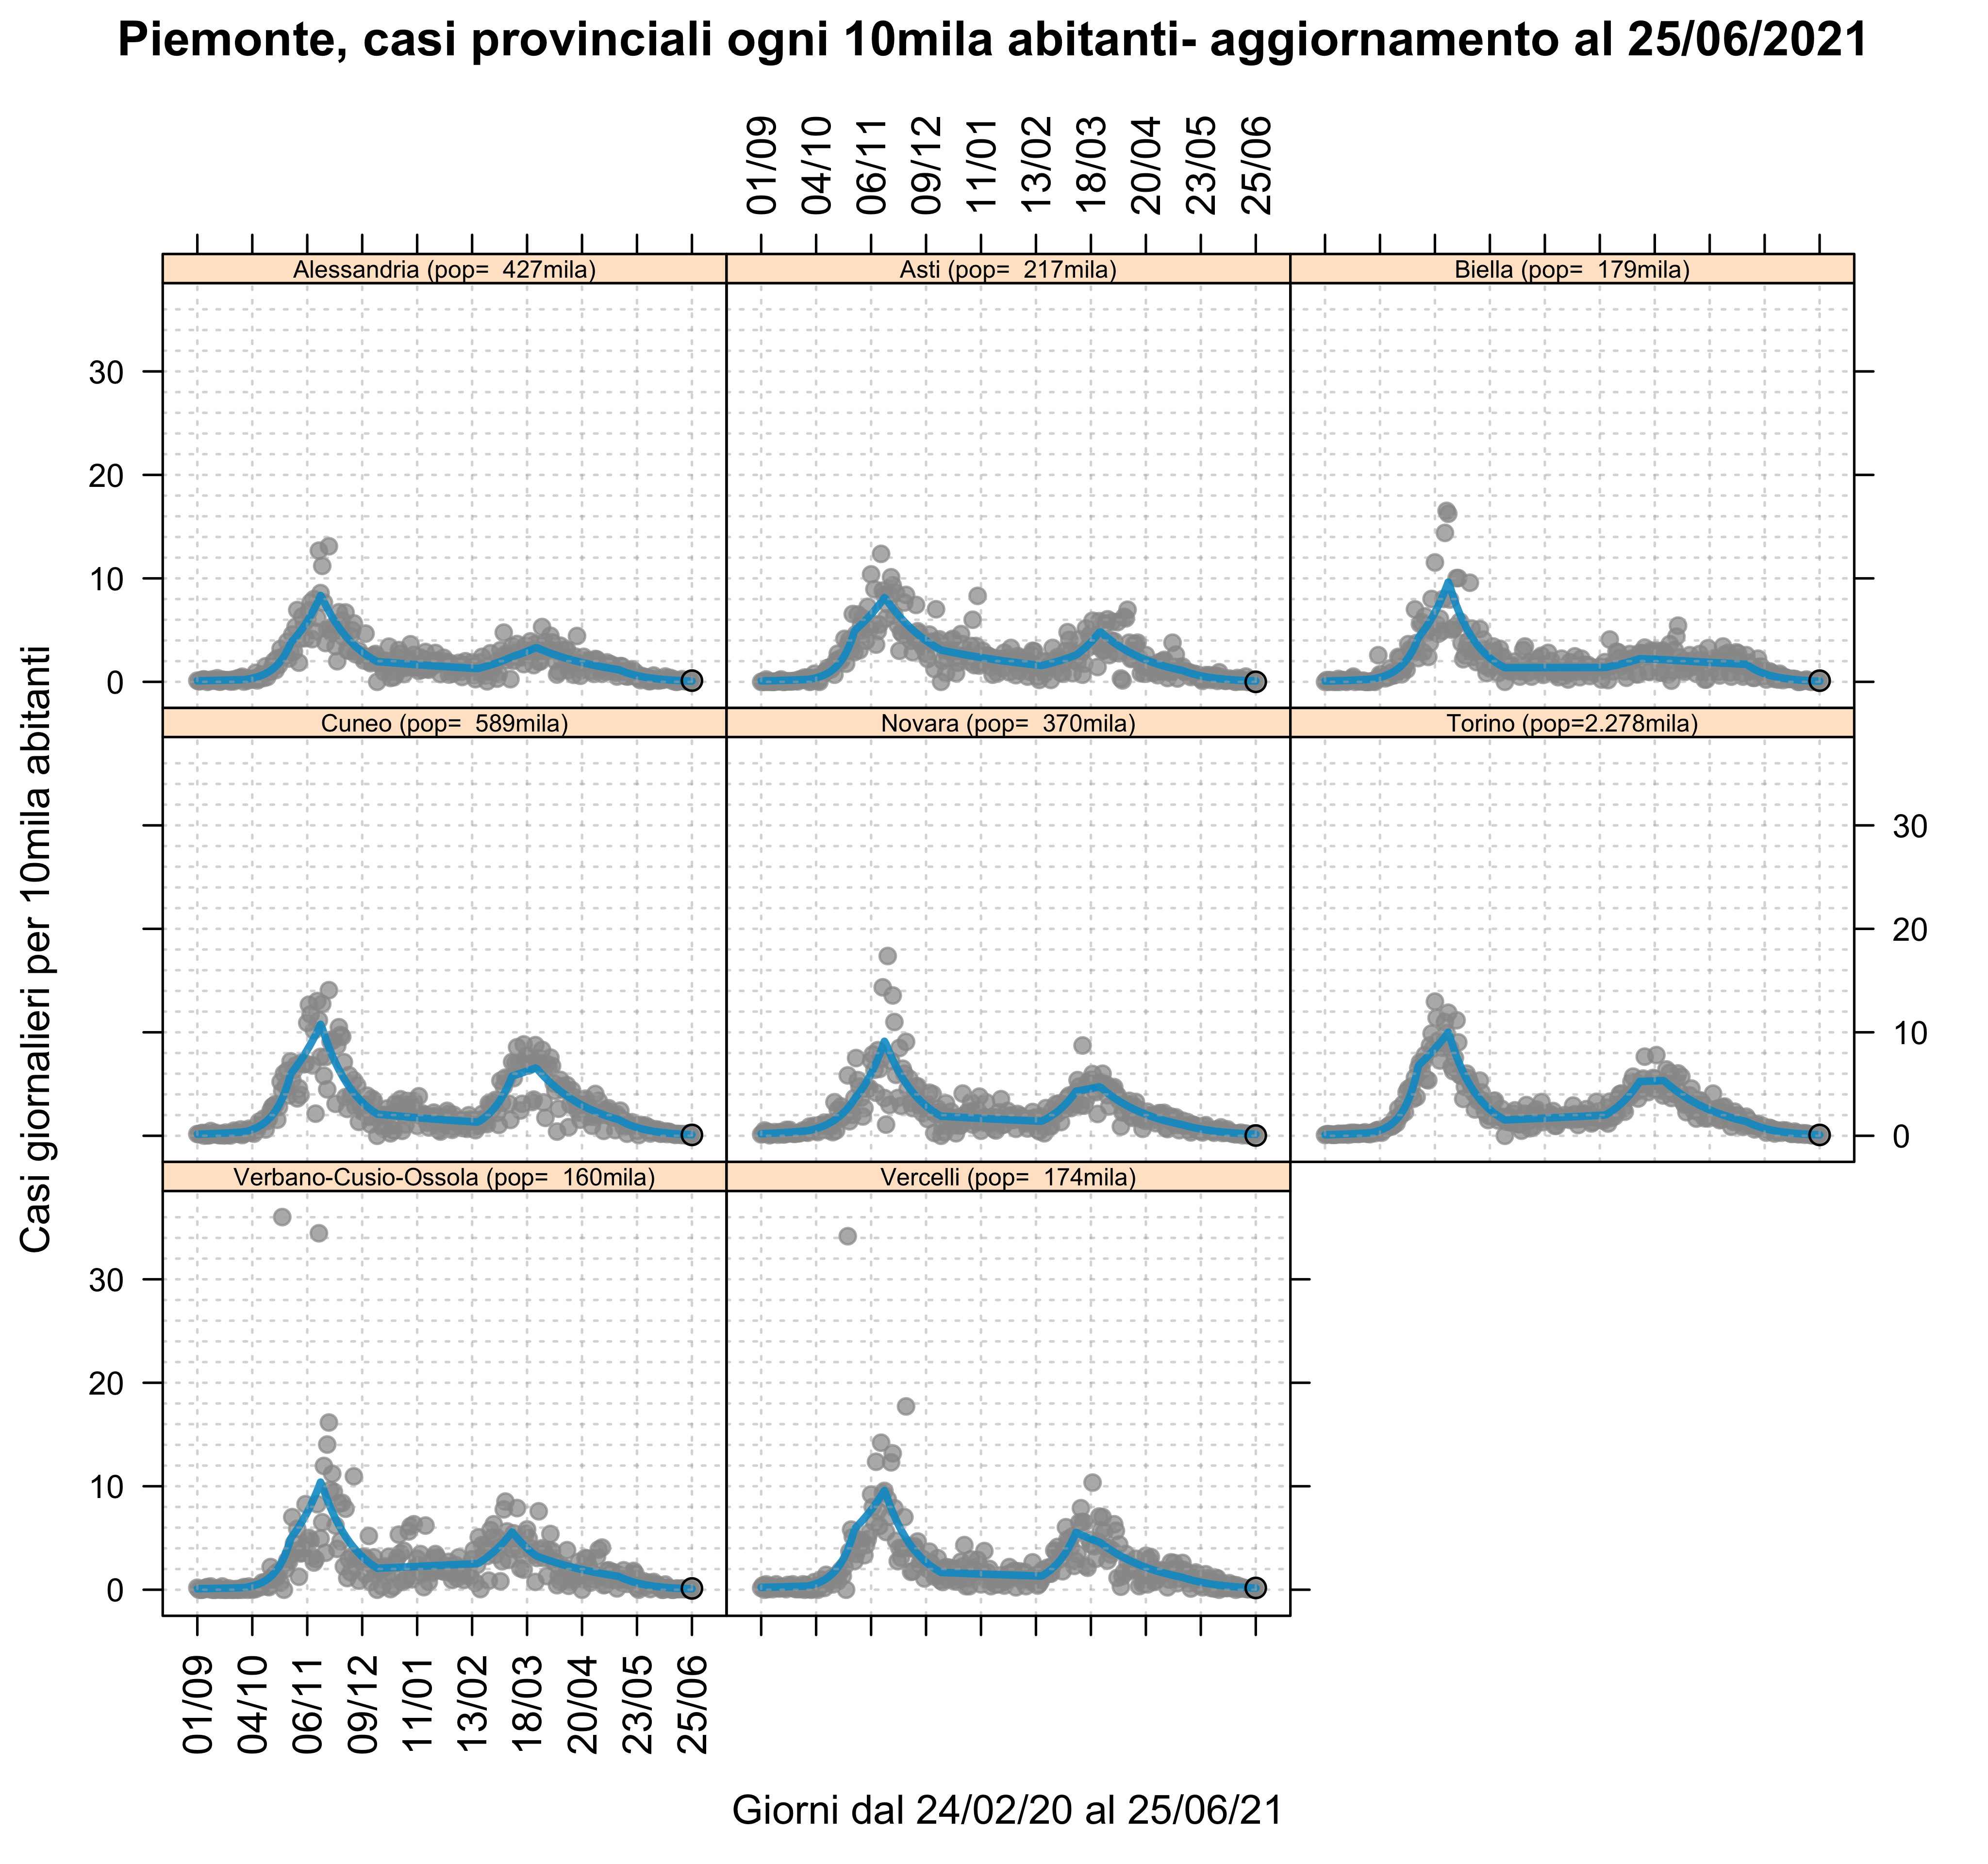 Piemonte, casi provinciali ogni 10mila abitanti- aggiornamento al 25/06/2021
01/09 04/10 06/11 09/12 11/01 13/02 18/03 20/04 23/05 25/06
Alessandria (pop=  427mila)
Asti (pop=  217mila)
Biella (pop=  179mila)
30
20
10
0
Cuneo (pop=  589mila)
Novara (pop=  370mila)
Torino (pop=2.278mila)
30
20
10
0
Verbano-Cusio-Ossola (pop=  160mila)
Vercelli (pop=  174mila)
30
20
10
0
01/09 04/10 06/11 09/12 11/01 13/02 18/03 20/04 23/05 25/06
Casi giornalieri per 10mila abitanti
Giorni dal 24/02/20 al 25/06/21